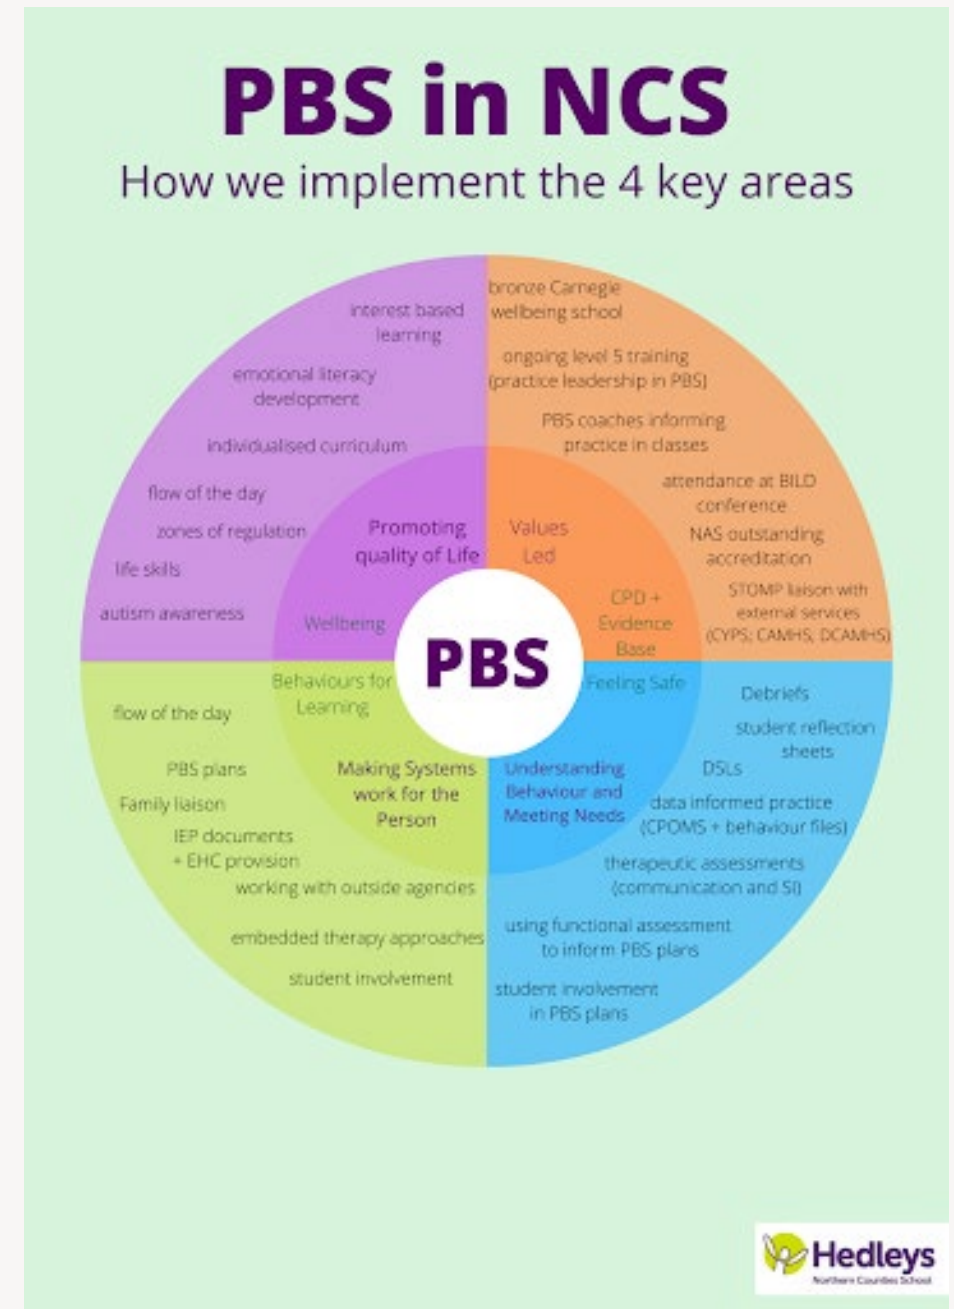 PBS in NCS
How we implement the 4 key areas
interest based
learning
emotional literacy
development
individualised curriculum
flow of the day
zones of regulation
life skills
autism awareness
Promoting
quality of Life
Wellbeing
bronze Carnegie
wellbeing school
ongoing level 5 training
(practice leadership in PBS)
PBS coaches informing
practice in classes
attendance at BILD
conference
NAS outstanding
accreditation
STOMP liaison with
external services
(CYPS; CAMHS, DCAMHS)
Values
Led
CPD +
Evidence
Base
PBS
Behaviours for
Learning
Making Systems
work for the
Person
flow of the day
PBS plans
Family liaison
IEP documents
+ EHC provision
working with outside agencies
embedded therapy approaches
student involvement
Feeling Safe
Understanding
Behaviour and
Meeting Needs
Debriefs
student reflection
sheets
DSLs
data informed practice
(CPOMS + behaviour files)
therapeutic assessments
(communication and SI)
using functional assessment
to inform PBS plans
student involvement
in PBS plans
Hedleys
Northern Counties School